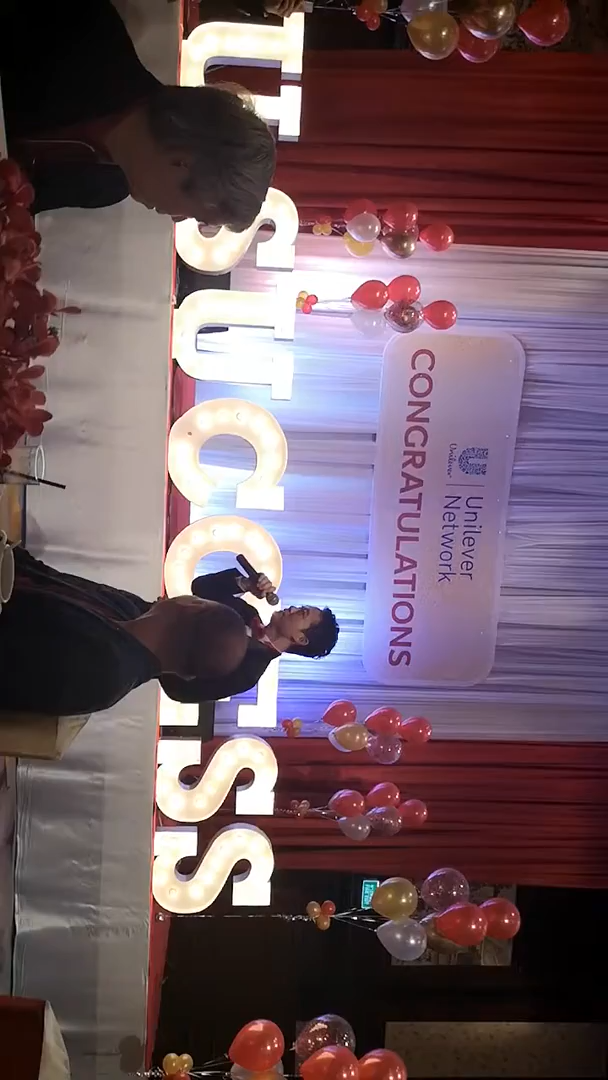 Unilever
Unilever
Network
CONGRATULATIONS
U SUCCESS